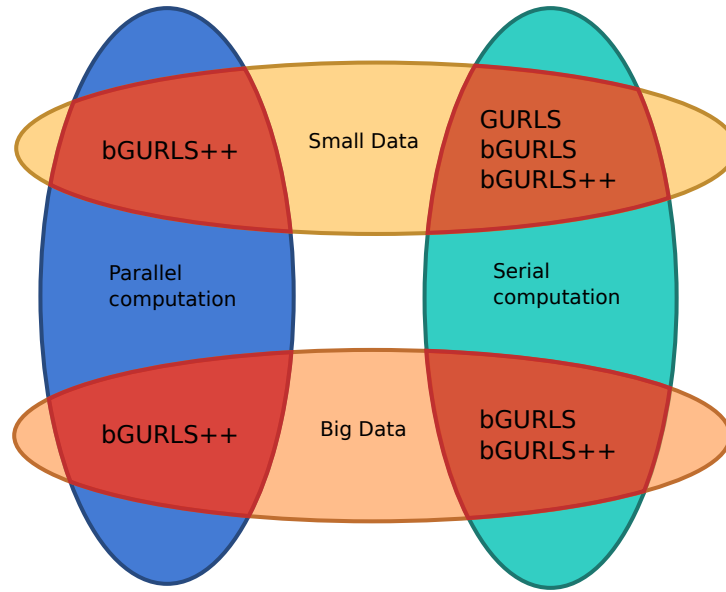 bGURLS++
Small Data
GURLS
bGURLS
bGURLS++
Parallel
computation
Serial
computation
bGURLS++
Big Data
bGURLS
bGURLS++